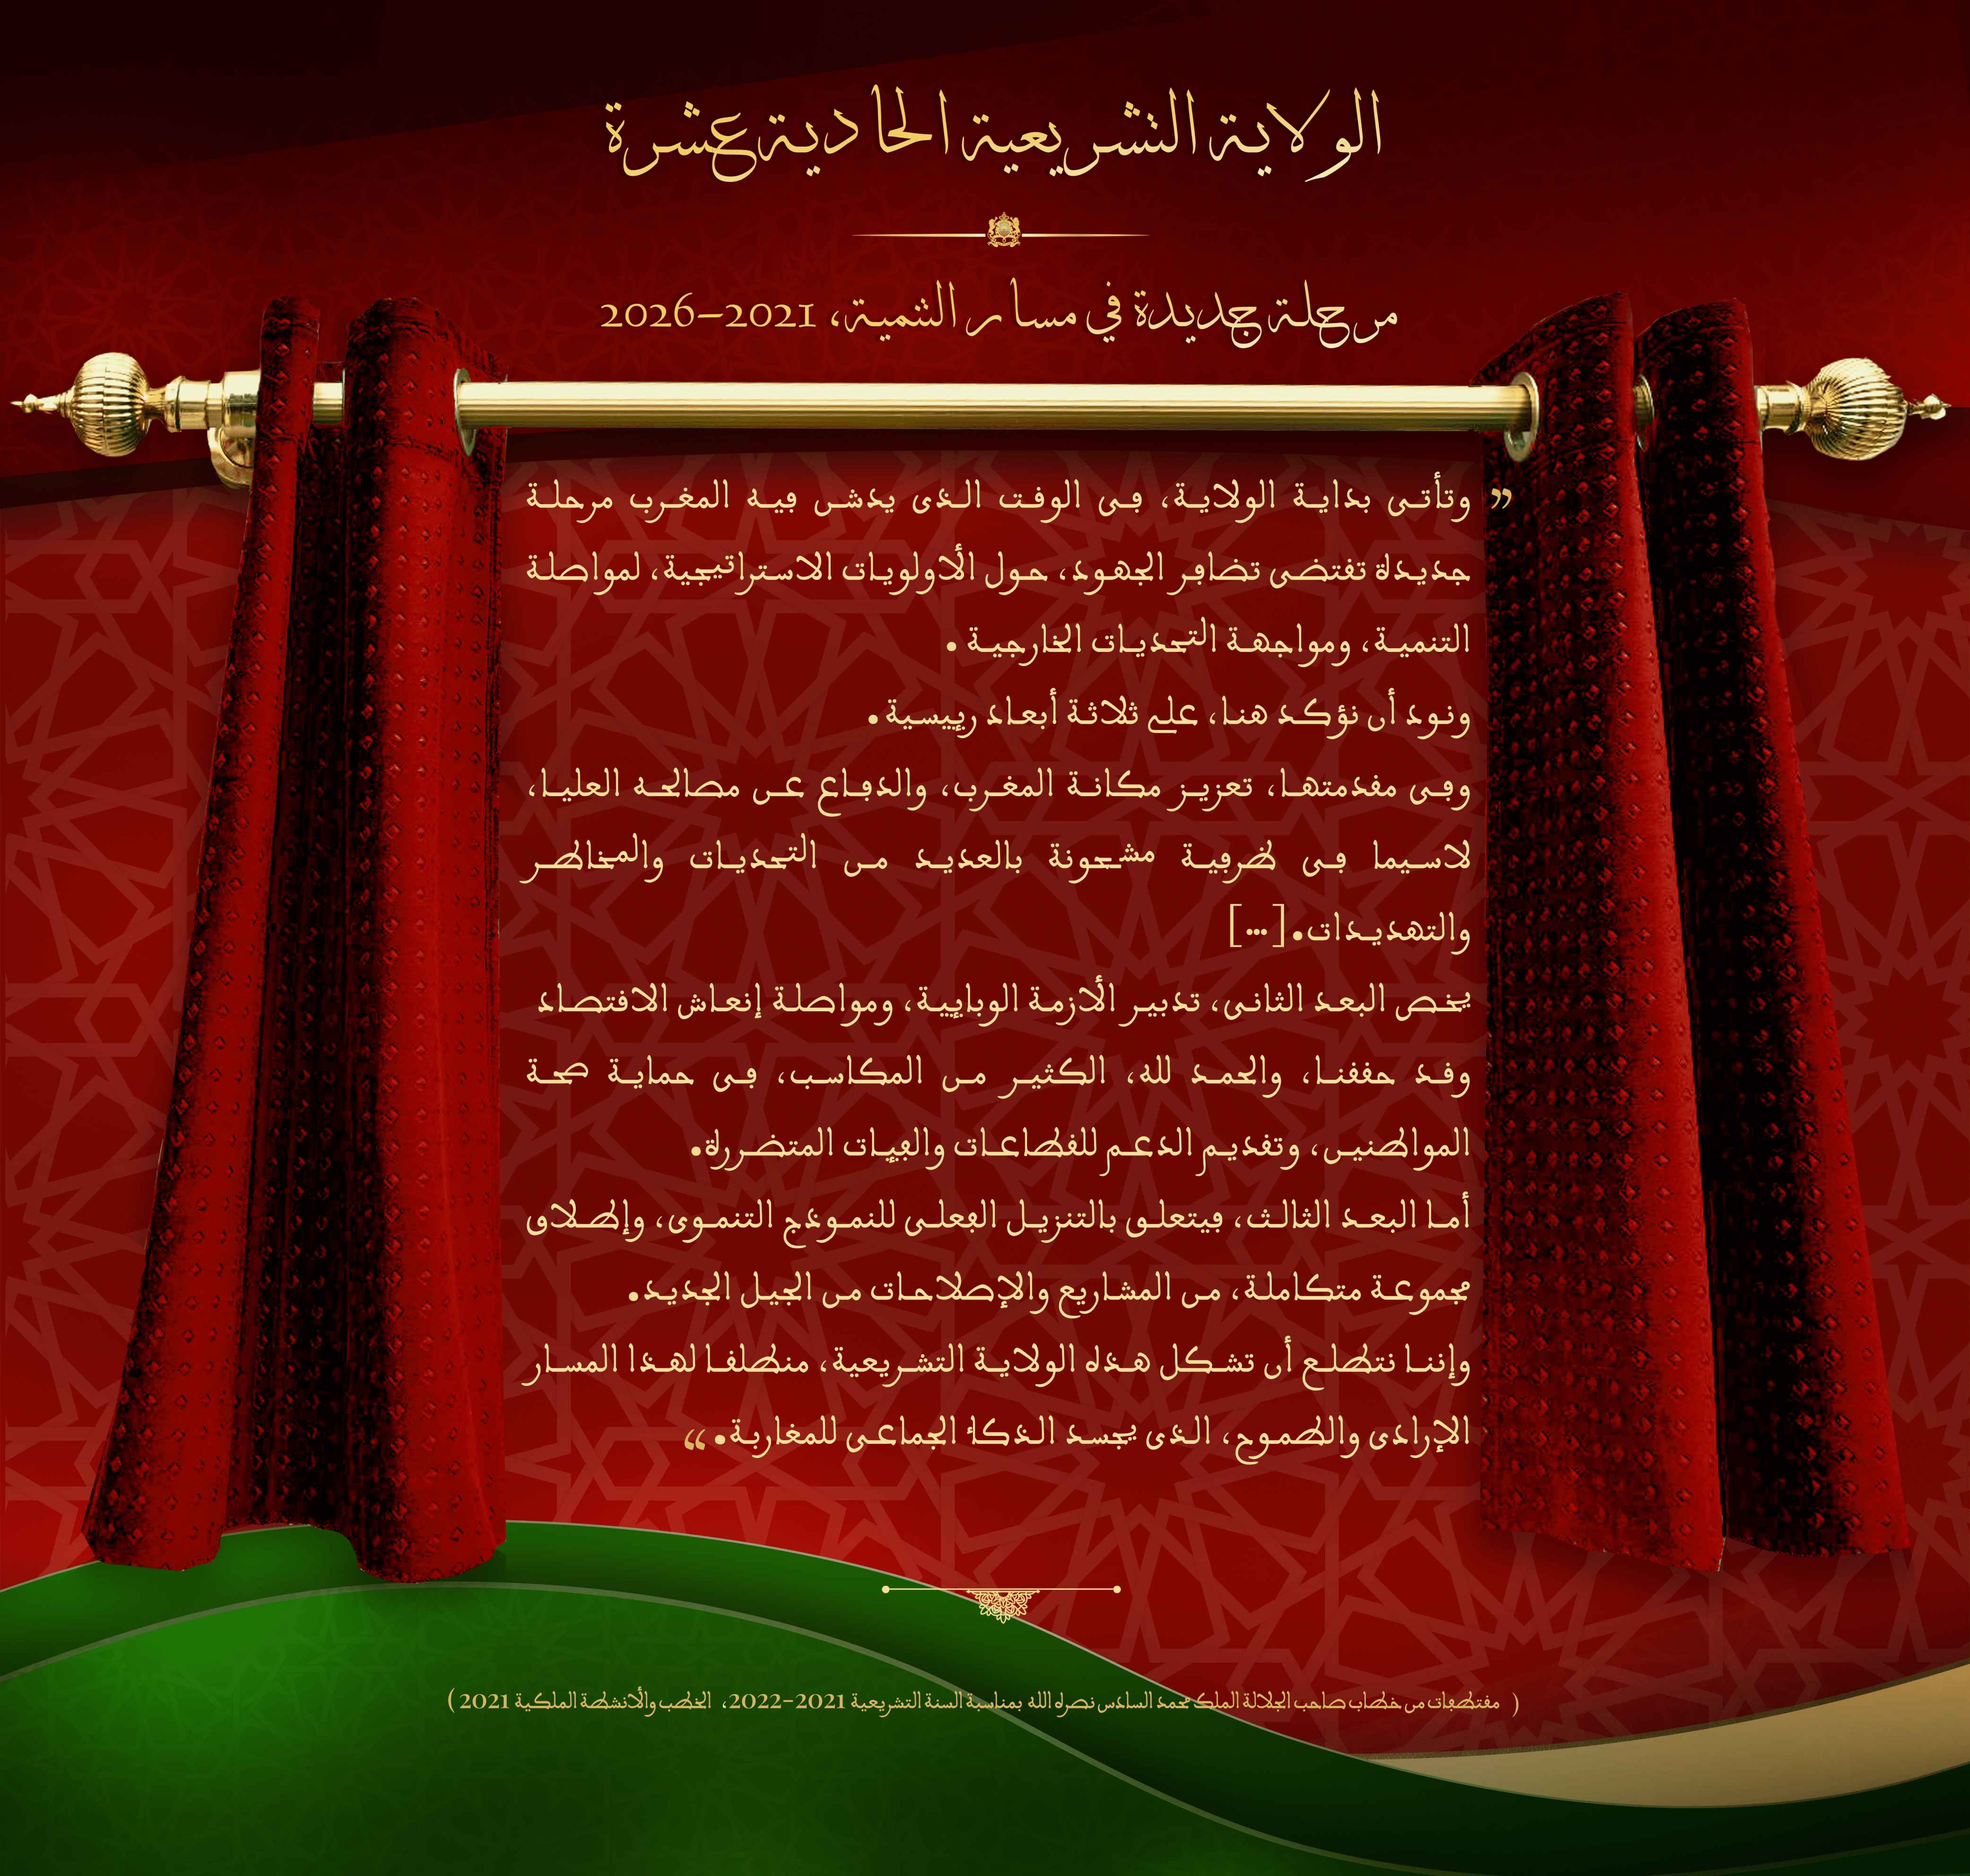 الولاية التشريعية الحادية عشرة
مرحلة جديدة في مسار التنمية، 2021–2026
” وتأتي بداية الولاية، في الوقت الذي يدشن فيه المغرب مرحلة
جديدة تقتضي تضافر الجهود، حول الأولويات الاستراتيجية، لمواصلة
التنمية، ومواجهة التحديات الخارجية.
ونود أن نؤكد هنا، على ثلاثة أبعاد رييسية.
وفي مقدمتها، تعزيز مكانة المغرب، والدفاع عن مصالحه العليا،
لاسيما في ظرفية مشحونة بالعديد من التحديات والمخاطر
والتهديدات.[...]
يخص البعد الثاني، تدبير الأزمة الوبايية، ومواصلة إنعاش الاقتصاد
وقد حققنا، والحمد لله، الكثير من المكاسب، في حماية صحة
المواطنين، وتقديم الدعم للقطاعات والفيات المتضررة.
أما البعد الثالث، فيتعلق بالتنزيل الفعلي للنموذج التنموي، وإطلاق
مجموعة متكاملة، من المشاريع والإصلاحات من الجيل الجديد.
وإننا نتطلع أن تشكل هذه الولاية التشريعية، منطلقا لهذا المسار
الإرادي والطموح، الذي يجسد الذكاء الجماعي للمغاربة. “
( مقتطفات من خطاب صاحب الجلالة الملك محمد السادس نصره الله بمناسبة السنة التشريعية 2021–2022، الخطب والأنشطة الملكية 2021 )